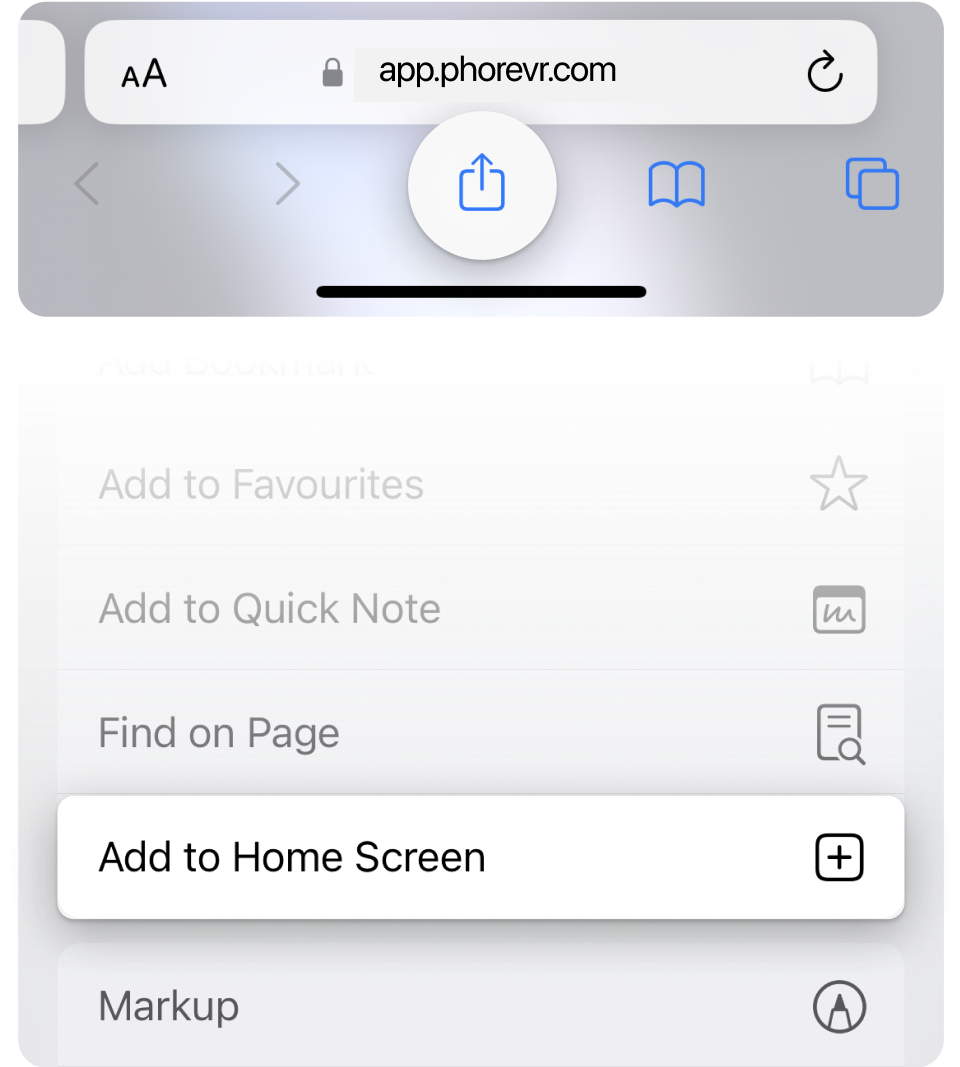 AA
app.phorevr.com
Add Bookmark
Add to Favourites
Add to Quick Note
Find on Page
Add to Home Screen
Markup